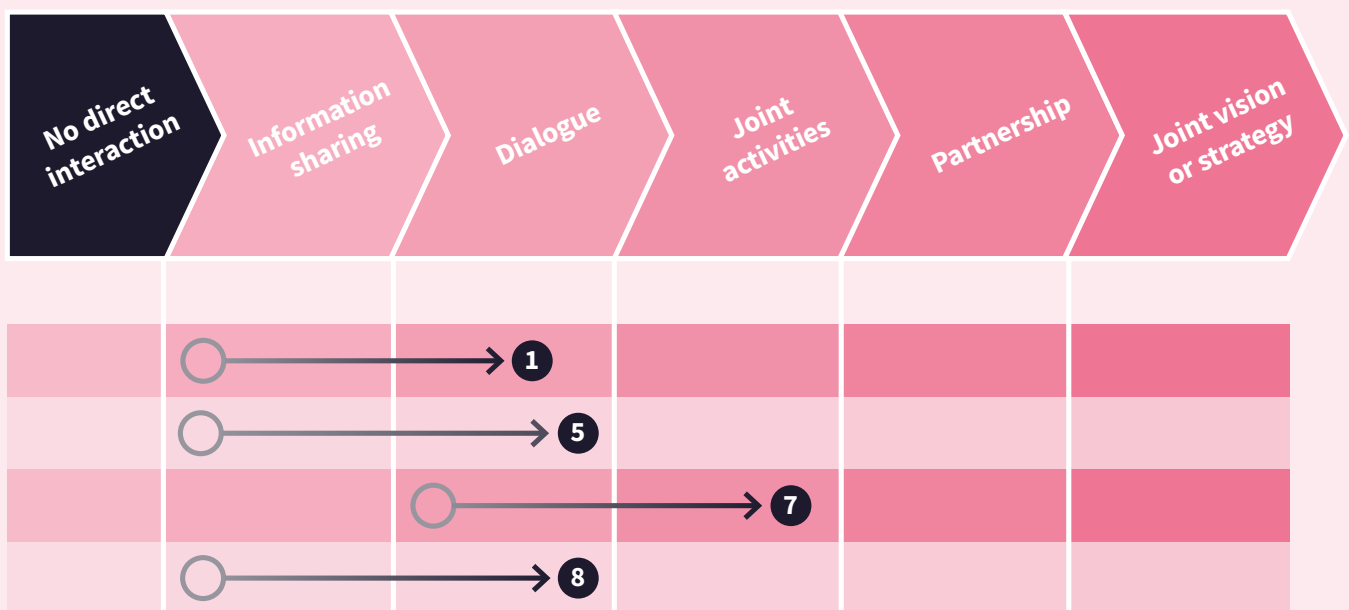 No direct
interaction
Information
sharing
Dialogue
Joint
activities
Partnership
Joint vision
or strategy
1
5
7
8